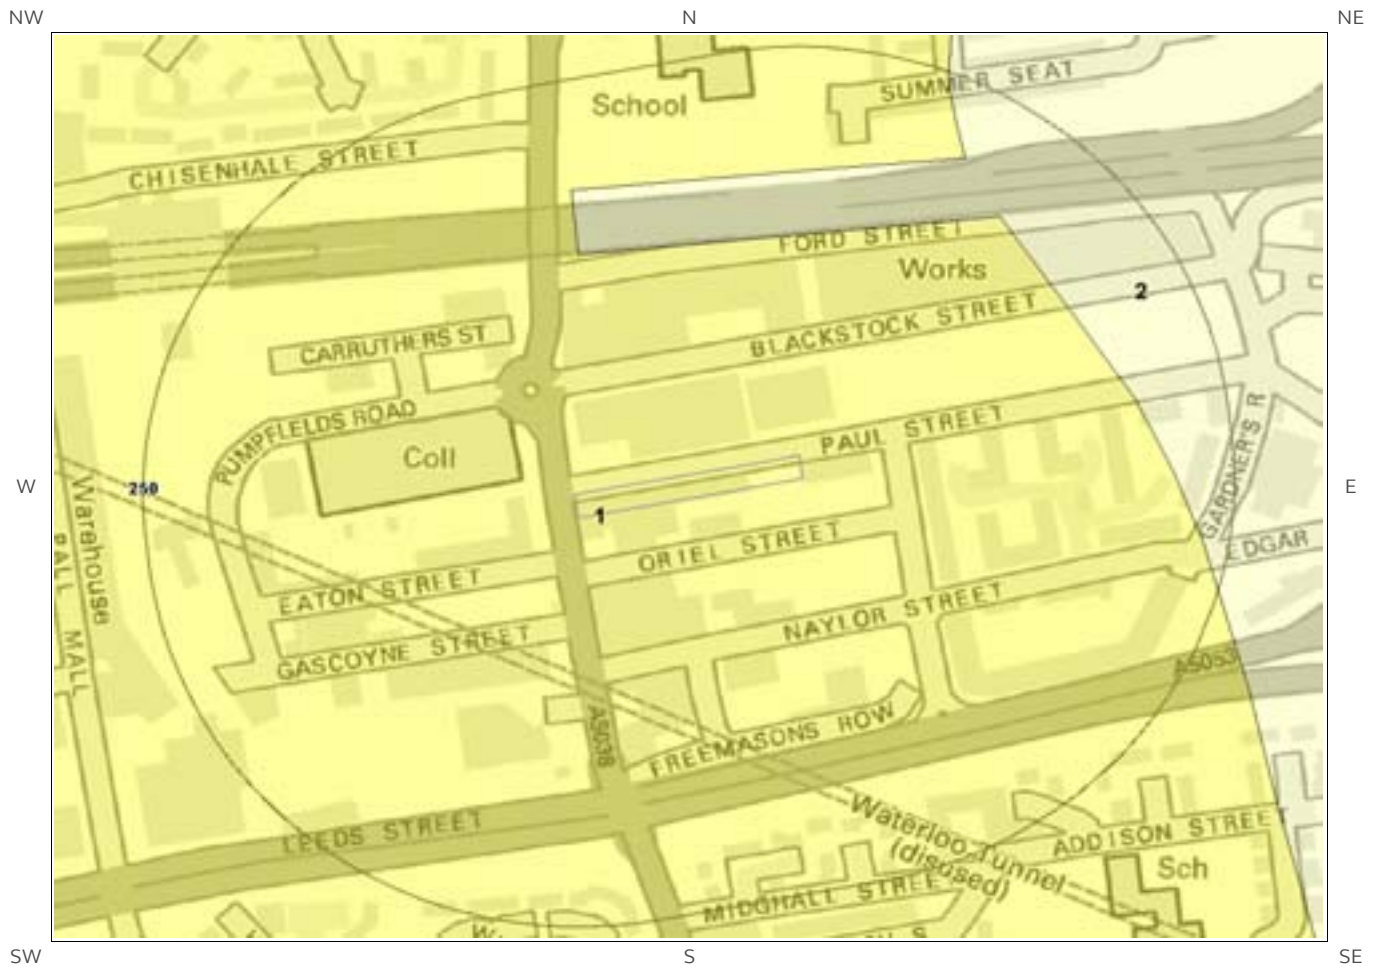 NW N NE
SUMMER SEAT
School
CHISENHALE STREET
FORD STREET
Works
2
BLACKSTOCK STREET
CARRUTHERS ST
PUMPFIELDS ROAD
PAUL STREET
GARDNER'S R
Coll
W
250
E
1
Warehouse
PALL MALL
ORIEL STREET
EDGAR
EATON STREET
NAYLOR STREET
GASCOYNE STREET
A5053
A5038
FREEMASONS ROW
LEEDS STREET
Waterloo Tunnel
(disused)
ADDISON STREET
Sch
MIDGHALL STREE
SW S SE